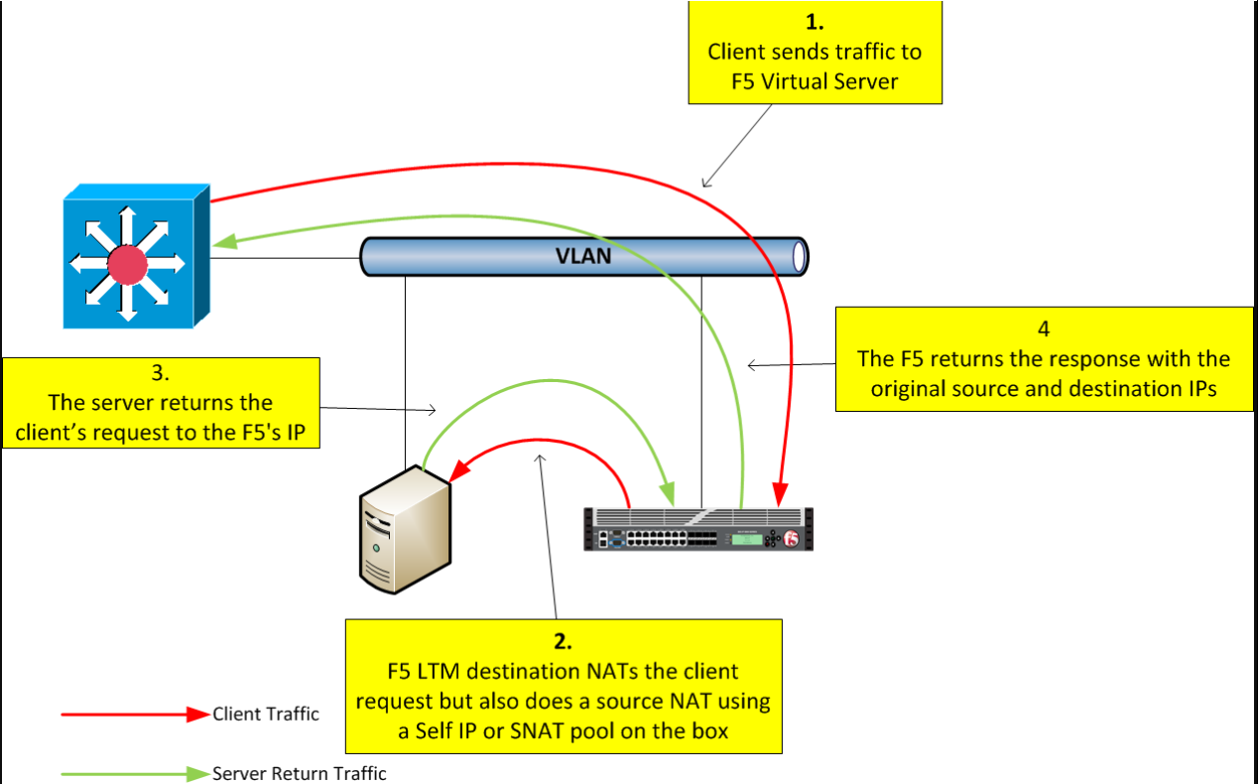 1.
Client sends traffic to
F5 Virtual Server
VLAN
4
The F5 returns the response with the
original source and destination IPs
3.
The server returns the
client's request to the F5's IP
f5
2.
F5 LTM destination NATs the client
request but also does a source NAT using
a Self IP or SNAT pool on the box
Client Traffic
Server Return Traffic